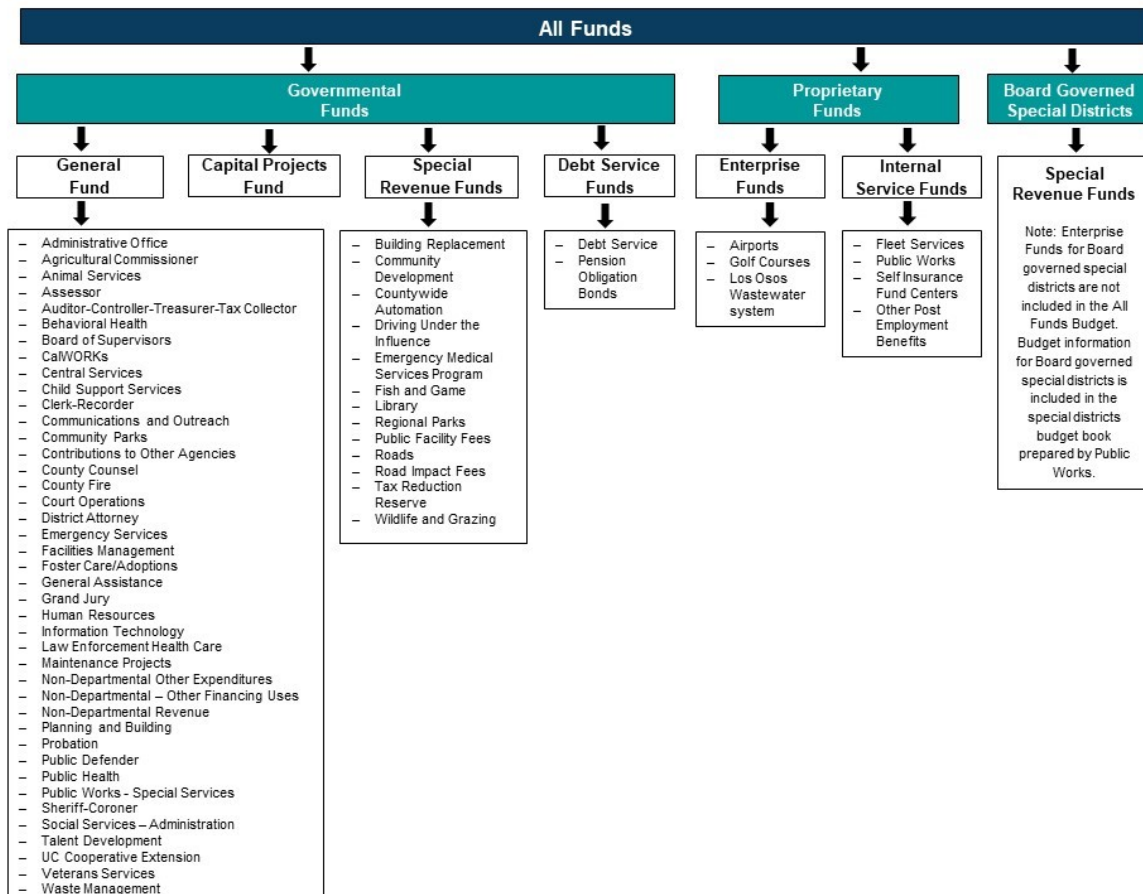 All Funds
Governmental
Funds
Proprietary
Funds
Board Governed
Special Districts
General
Fund
Capital Projects
Fund
Special
Revenue Funds
Debt Service
Funds
Enterprise
Funds
Internal
Service Funds
Special
Revenue Funds
– Administrative Office
– Agricultural Commissioner
– Animal Services
– Assessor
– Auditor-Controller-Treasurer-Tax Collector
– Behavioral Health
– Board of Supervisors
– CalWORKs
– Central Services
– Child Support Services
– Clerk-Recorder
– Communications and Outreach
– Community Parks
– Contributions to Other Agencies
– County Counsel
– County Fire
– Court Operations
– District Attorney
– Emergency Services
– Facilities Management
– Foster Care/Adoptions
– General Assistance
– Grand Jury
– Human Resources
– Information Technology
– Law Enforcement Health Care
– Maintenance Projects
– Non-Departmental Other Expenditures
– Non-Departmental – Other Financing Uses
– Non-Departmental Revenue
– Planning and Building
– Probation
– Public Defender
– Public Health
– Public Works - Special Services
– Sheriff-Coroner
– Social Services – Administration
– Talent Development
– UC Cooperative Extension
– Veterans Services
– Waste Management
– Building Replacement
– Community
Development
– Countywide
Automation
– Driving Under the
Influence
– Emergency Medical
Services Program
– Fish and Game
– Library
– Regional Parks
– Public Facility Fees
– Roads
– Road Impact Fees
– Tax Reduction
Reserve
– Wildlife and Grazing
– Debt Service
– Pension
Obligation
Bonds
– Airports
– Golf Courses
– Los Osos
Wastewater
system
– Fleet Services
– Public Works
– Self Insurance
Fund Centers
– Other Post
Employment
Benefits
Note: Enterprise
Funds for Board
governed special
districts are not
included in the All
Funds Budget.
Budget information
for Board governed
special districts is
included in the
special districts
budget book
prepared by Public
Works.